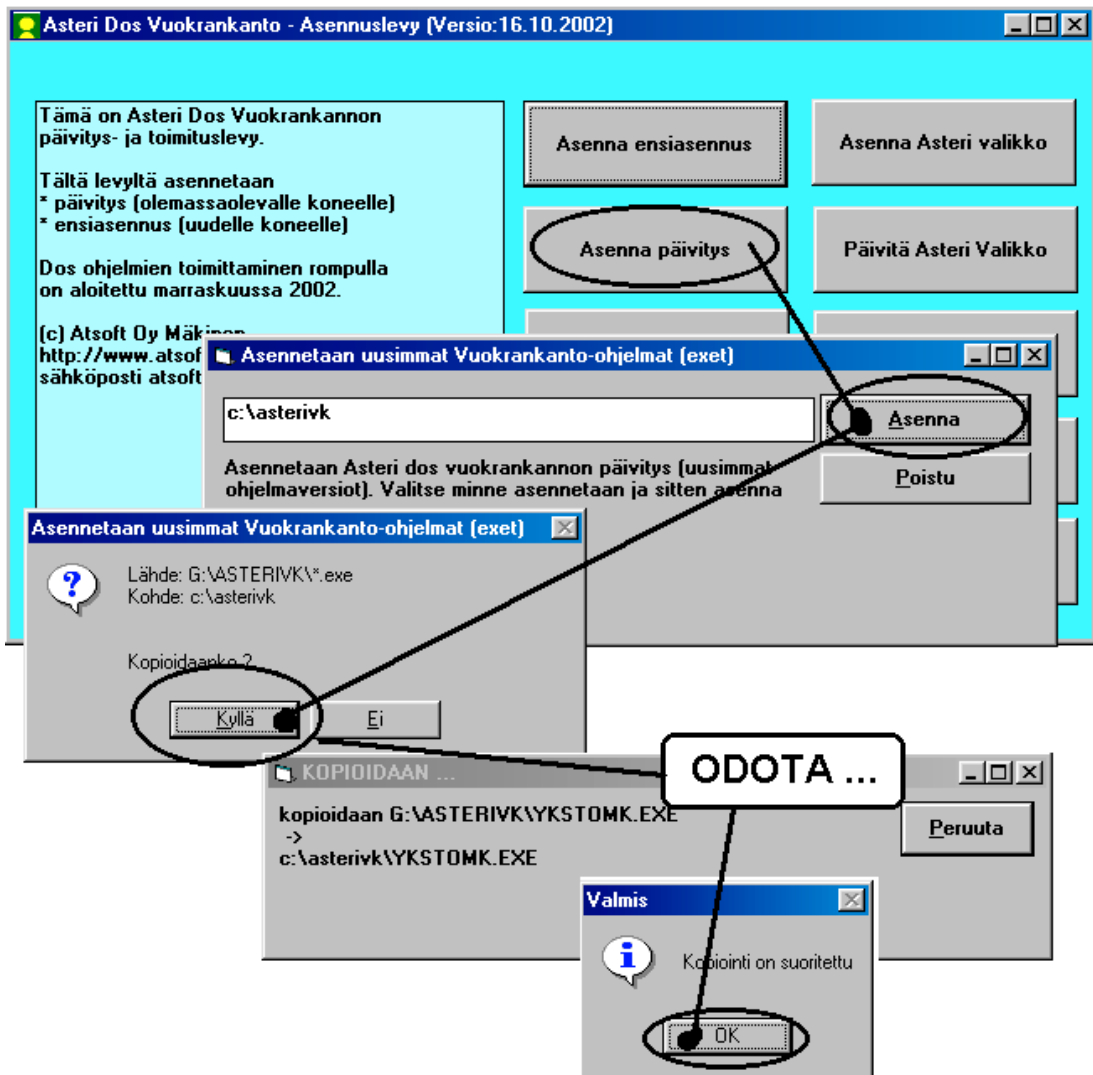 Asteri Dos Vuokrankanto - Asennuslevy (Versio:16.10.2002)
Tämä on Asteri Dos Vuokrankannon
päivitys- ja toimituslevy.
Tältä levyltä asennetaan
* päivitys (olemassaolevalle koneelle)
* ensiasennus (uudelle koneelle)
Dos ohjelmien toimittaminen rompulla
on aloitettu marraskuussa 2002.
(c) Atsoft Oy Mäkinen
http://www.atsof
sähköposti atsoft
Asenna ensiasennus
Asenna Asteri valikko
Asenna päivitys
Päivitä Asteri Valikko
Asennetaan uusimmat Vuokrankanto-ohjelmat (exet)
c:\asterivk
Asenna
Asennetaan Asteri dos vuokrankannon päivitys (uusimmat
ohjelmaversiot). Valitse minne asennetaan ja sitten asenna
Poistu
Asennetaan uusimmat Vuokrankanto-ohjelmat (exet)
Lähde: G:\ASTERIVK\*.exe
Kohde: c:\asterivk
Kopioidaanko ?
Kyllä
Ei
ODOTA ...
KOPIOIDAAN ...
kopioidaan G:\ASTERIVK\YKSTOMK.EXE
->
c:\asterivk\YKSTOMK.EXE
Peruuta
Valmis
Kopiointi on suoritettu
OK